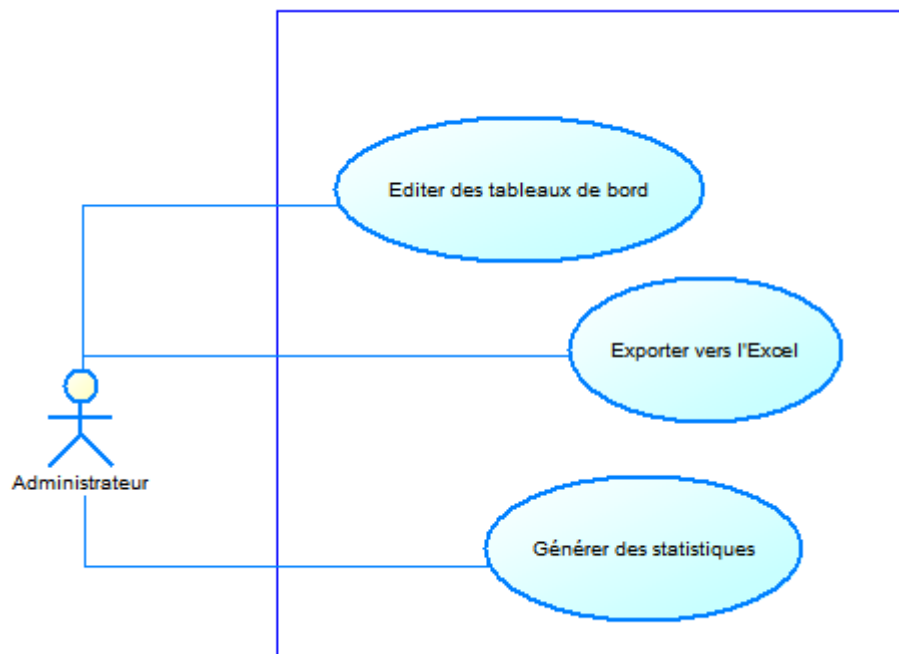 Editer des tableaux de bord
Exporter vers l'Excel
Administrateur
Générer des statistiques